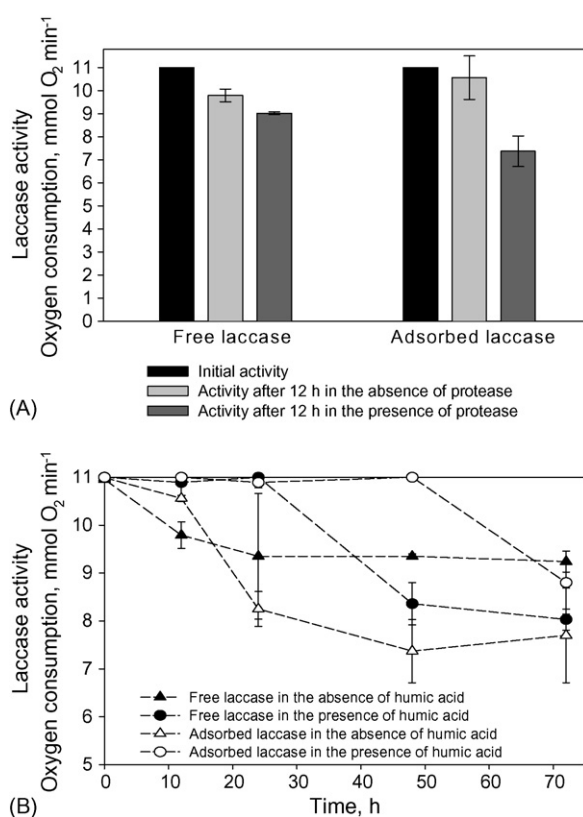 Laccase activity
Oxygen consumption, mmol O₂ min⁻¹
11
10
9
8
7
6
5
4
3
2
1
0
Free laccase
Adsorbed laccase
Initial activity
Activity after 12 h in the absence of protease
Activity after 12 h in the presence of protease
(A)
Laccase activity
Oxygen consumption, mmol O₂ min⁻¹
11
10
9
8
7
6
5
Free laccase in the absence of humic acid
Free laccase in the presence of humic acid
Adsorbed laccase in the absence of humic acid
Adsorbed laccase in the presence of humic acid
0
10
20
30
40
50
60
70
Time, h
(B)